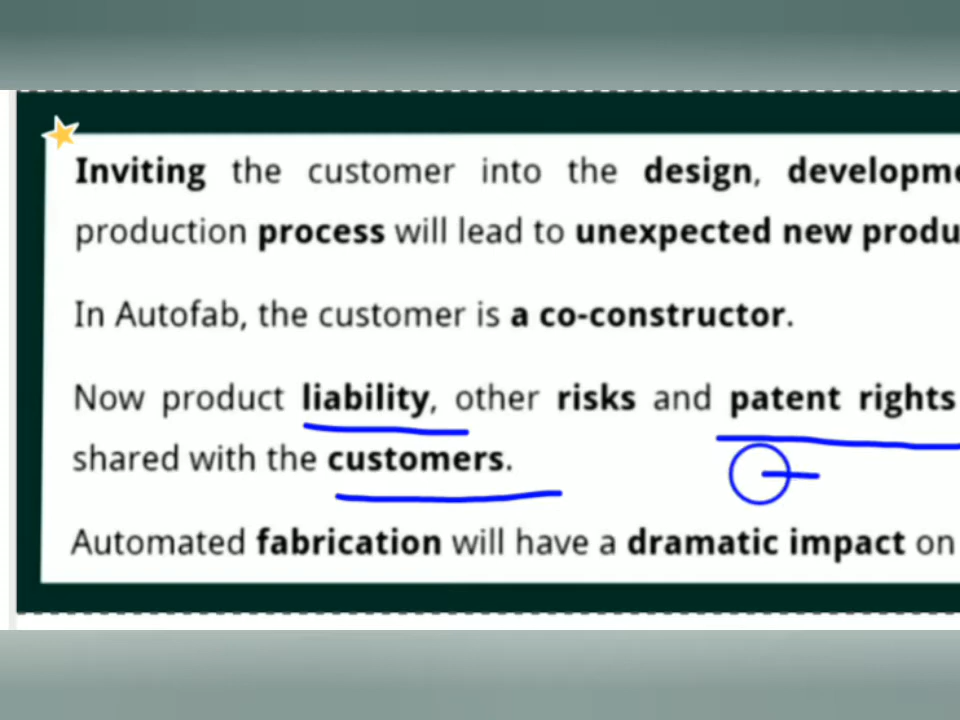 Inviting the customer into the design,
production process will lead to unexpected new
In Autofab, the customer is a co-constructor.
Now product liability, other risks and patent rights
shared with the customers.
Automated fabrication will have a dramatic impact on